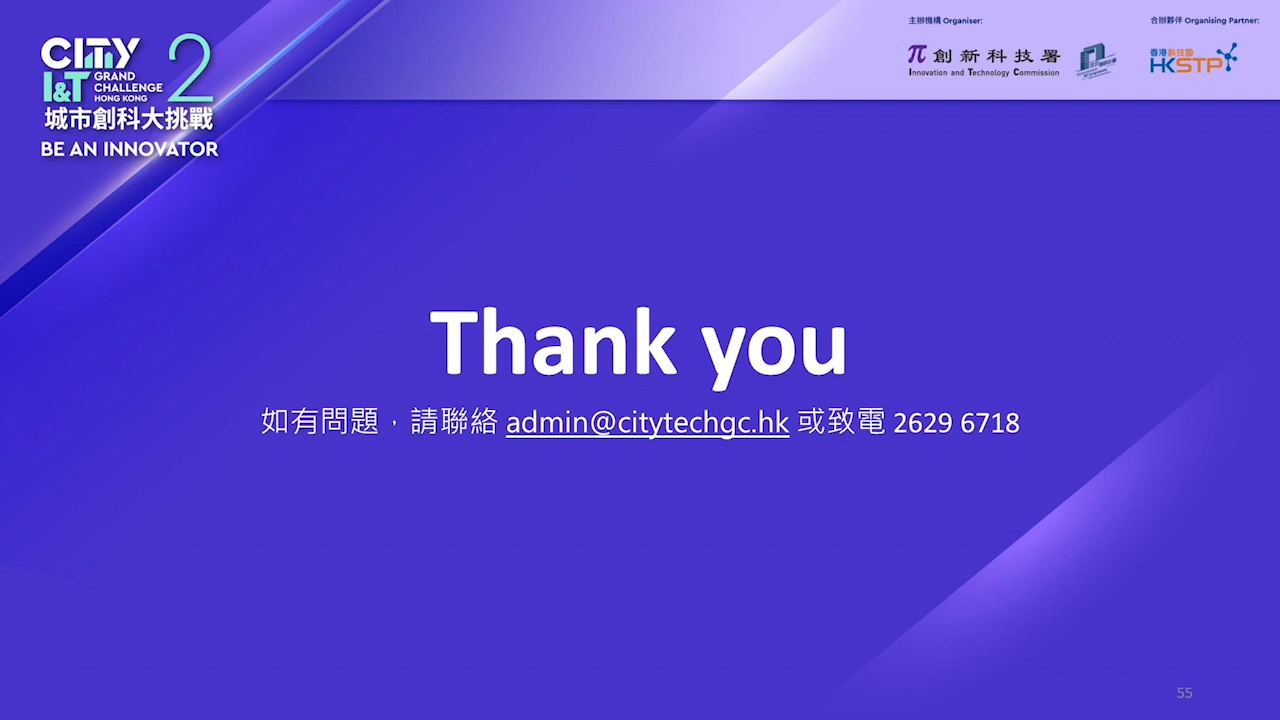 CITY
I&T GRAND
CHALLENGE
HONG KONG
2
城市創科大挑戰
BE AN INNOVATOR
主辦機構 Organiser:
創新科技署
Innovation and Technology Commission
合辦夥伴 Organising Partner:
香港科技園
HKSTP
Thank you
如有問題，請聯絡 admin@citytechgc.hk 或致電 2629 6718
55